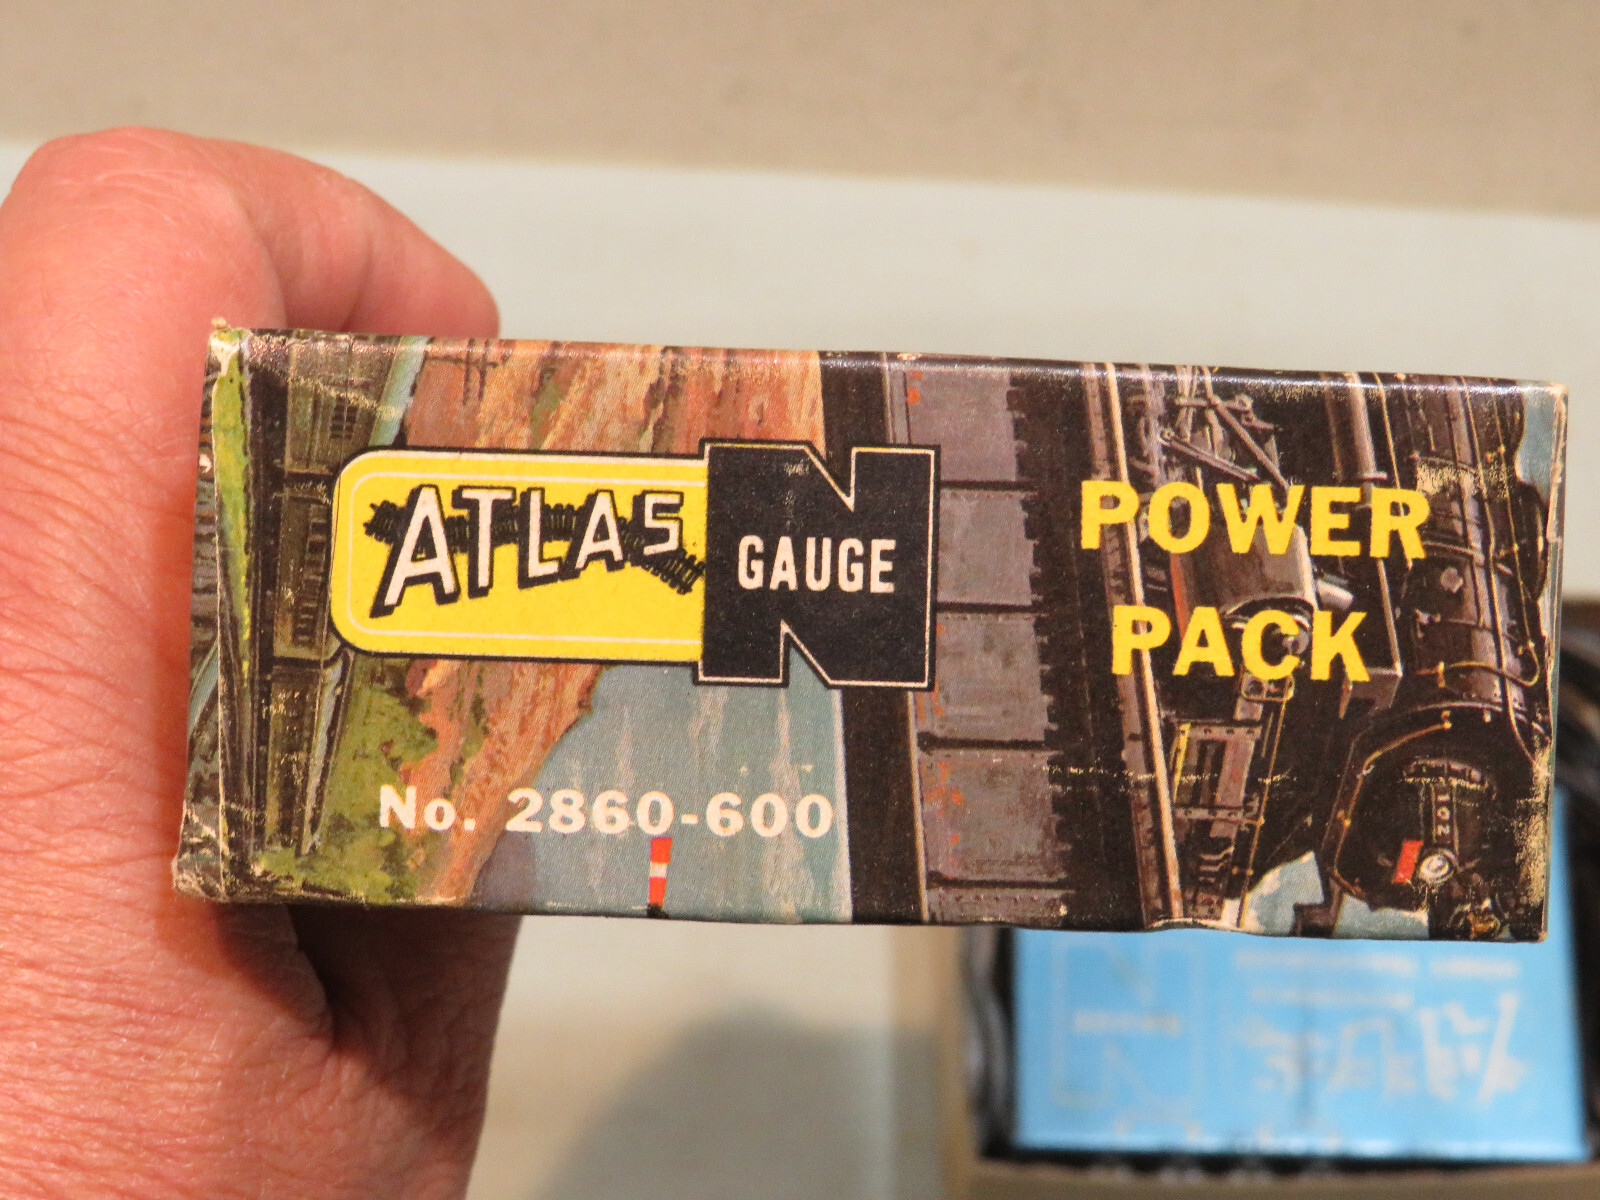 ATLAS
N
GAUGE
POWER
PACK
No. 2860-600